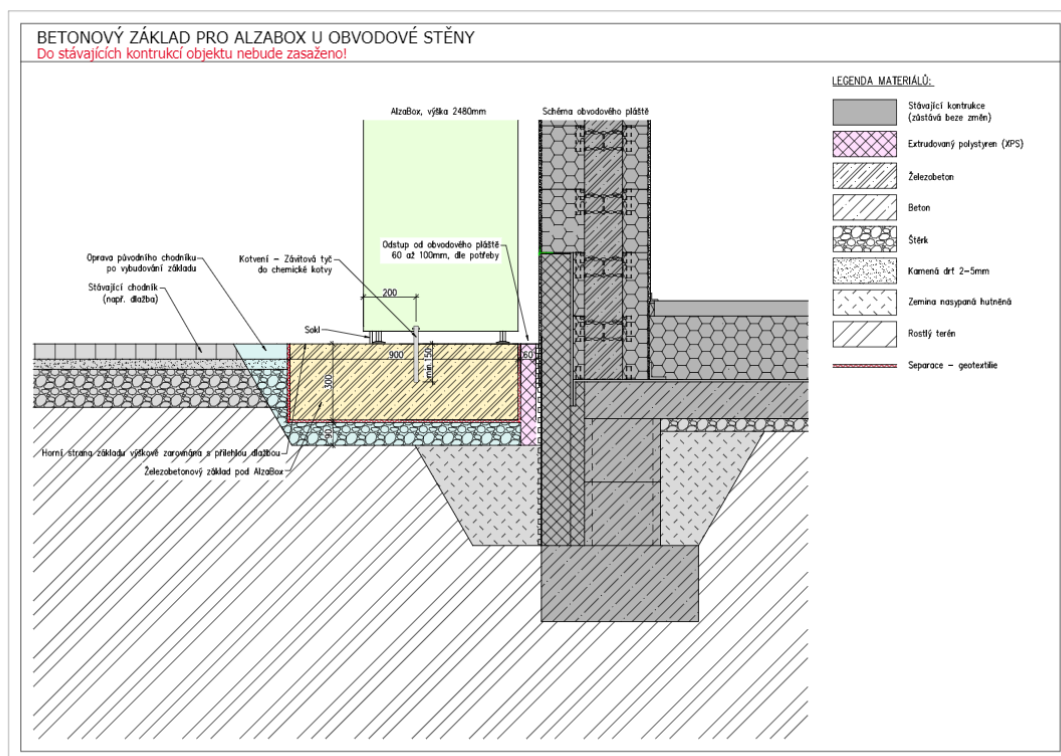 BETONOVÝ ZÁKLAD PRO ALZABOX U OBVODOVÉ STĚNY
Do stávajících kontrukcí objektu nebude zasaženo!
LEGENDA MATERIÁLŮ:
AlzaBox, výška 2480mm
Schéma obvodového pláště
Stávající kontrukce
(zůstává beze změn)
Extrudovaný polystyren (XPS)
Železobeton
Beton
Štěrk
Kamená drť 2-5mm
Zemina nasypaná hutněná
Rostlý terén
Separace - geotextilie
Oprava původního chodníku
po vybudování základu
Stávající chodník
(např. dlažba)
Kotvení - Závitová tyč
do chemické kotvy
Odstup od obvodového pláště
60 až 100mm, dle potřeby
200
Sokl
900
min.150
60
300
90
Horní strana základu výškově zarovnána s přilehlou dlažbou
Železobetonový základ pod AlzaBox